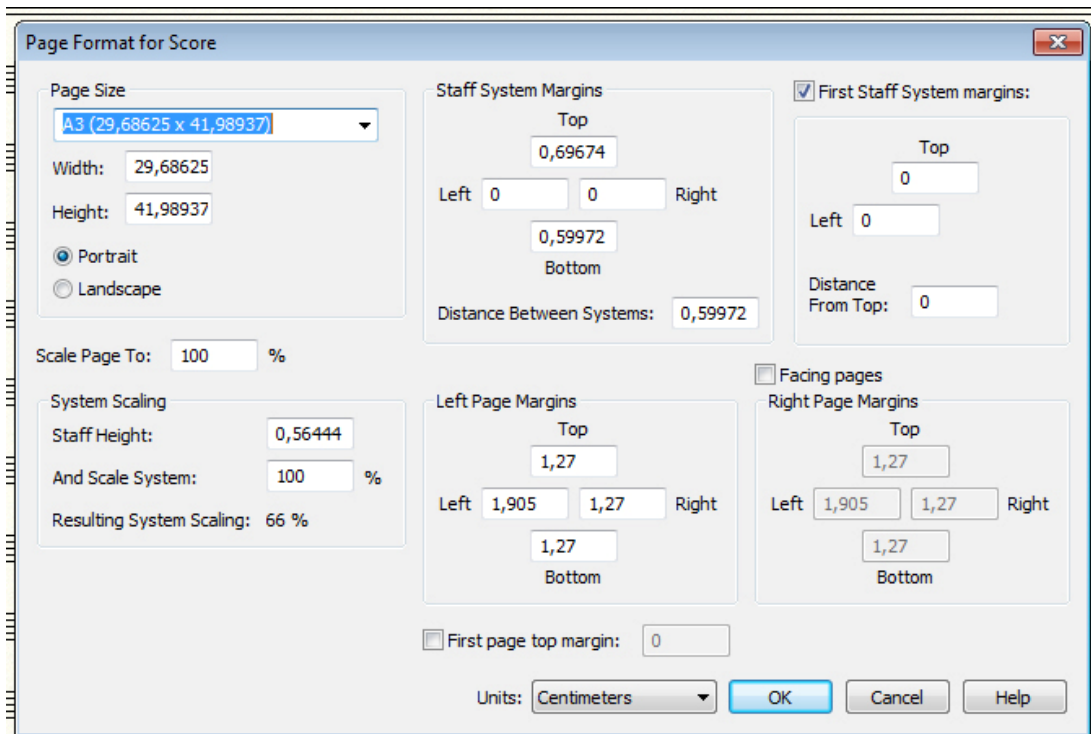 Page Format for Score
Page Size
A3 (29,68625 x 41,98937)
Width: 29,68625
Height: 41,98937
Portrait
Landscape
Scale Page To: 100 %
System Scaling
Staff Height: 0,56444
And Scale System: 100 %
Resulting System Scaling: 66 %
Staff System Margins
Top
0,69674
Left 0 0 Right
0,59972
Bottom
Distance Between Systems: 0,59972
First Staff System margins:
Top
0
Left 0
Distance
From Top: 0
Facing pages
Left Page Margins
Top
1,27
Left 1,905 1,27 Right
1,27
Bottom
Right Page Margins
Top
1,27
Left 1,905 1,27 Right
1,27
Bottom
First page top margin: 0
Units: Centimeters OK Cancel Help